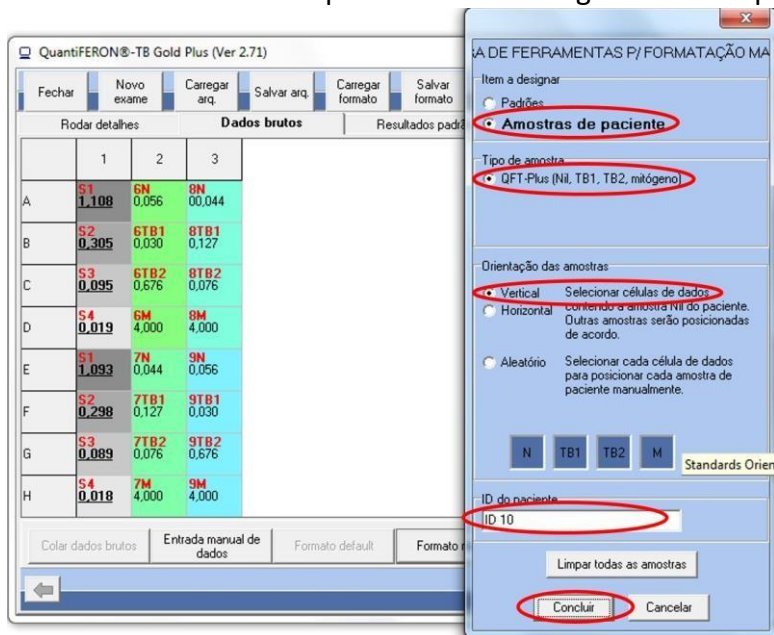 QuantiFERON®-TB Gold Plus (Ver 2.71)
Fechar
Novo exame
Carregar arq.
Salvar arq.
Carregar formato
Salvar formato
Rodar detalhes
Dados brutos
Resultados padrã
1 2 3
A S1 1,108 6N 0,056 8N 00,044
B S2 0,305 6TB1 0,030 8TB1 0,127
C S3 0,095 6TB2 0,676 8TB2 0,076
D S4 0,019 6M 4,000 8M 4,000
E S1 1,093 7N 0,044 9N 0,056
F S2 0,298 7TB1 0,127 9TB1 0,030
G S3 0,089 7TB2 0,076 9TB2 0,676
H S4 0,018 7M 4,000 9M 4,000
Colar dados brutos
Entrada manual de dados
Formato default
Formato
A DE FERRAMENTAS P/ FORMATAÇÃO MA
Item a designar
Padrões
Amostras de paciente
Tipo de amostra
QFT-Plus (Nil, TB1, TB2, mitógeno)
Orientação das amostras
Vertical
Horizontal
Selecionar células de dados
contendo a amostra Nil do paciente.
Outras amostras serão posicionadas
de acordo.
Aleatório
Selecionar cada célula de dados
para posicionar cada amostra de
paciente manualmente.
N TB1 TB2 M
Standards Orien
ID do paciente
ID 10
Limpar todas as amostras
Concluir
Cancelar